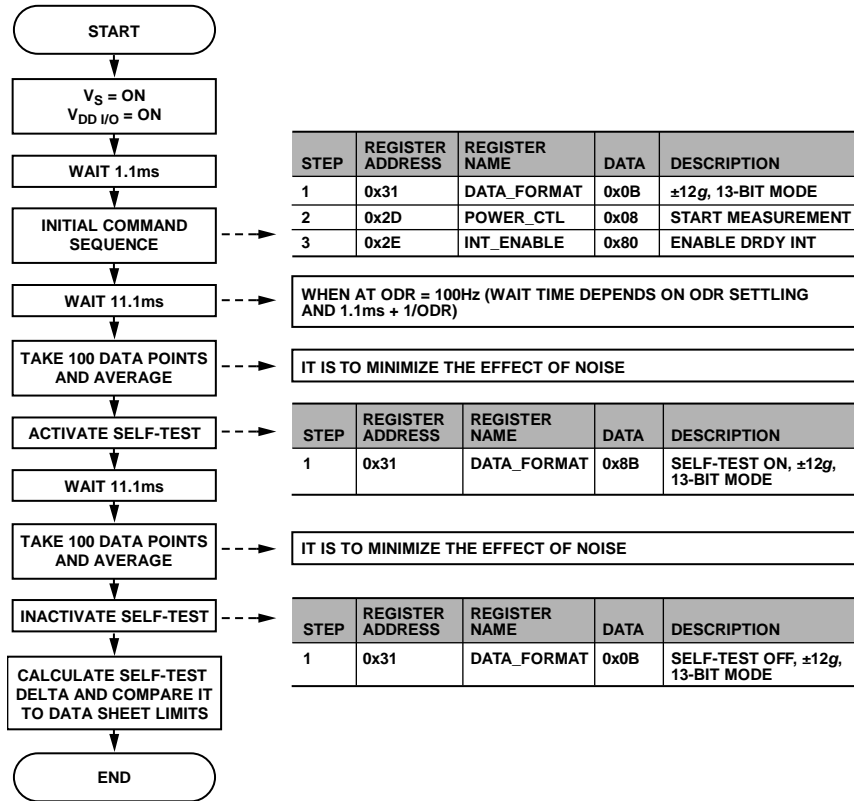 START
VS = ON
VDD I/O = ON
WAIT 1.1ms
INITIAL COMMAND
SEQUENCE
STEP REGISTER ADDRESS REGISTER NAME DATA DESCRIPTION
1 0x31 DATA_FORMAT 0x0B ±12g, 13-BIT MODE
2 0x2D POWER_CTL 0x08 START MEASUREMENT
3 0x2E INT_ENABLE 0x80 ENABLE DRDY INT
WAIT 11.1ms
WHEN AT ODR = 100Hz (WAIT TIME DEPENDS ON ODR SETTLING
AND 1.1ms + 1/ODR)
TAKE 100 DATA POINTS
AND AVERAGE
IT IS TO MINIMIZE THE EFFECT OF NOISE
ACTIVATE SELF-TEST
STEP REGISTER ADDRESS REGISTER NAME DATA DESCRIPTION
1 0x31 DATA_FORMAT 0x8B SELF-TEST ON, ±12g,
13-BIT MODE
WAIT 11.1ms
TAKE 100 DATA POINTS
AND AVERAGE
IT IS TO MINIMIZE THE EFFECT OF NOISE
INACTIVATE SELF-TEST
STEP REGISTER ADDRESS REGISTER NAME DATA DESCRIPTION
1 0x31 DATA_FORMAT 0x0B SELF-TEST OFF, ±12g,
13-BIT MODE
CALCULATE SELF-TEST
DELTA AND COMPARE IT
TO DATA SHEET LIMITS
END